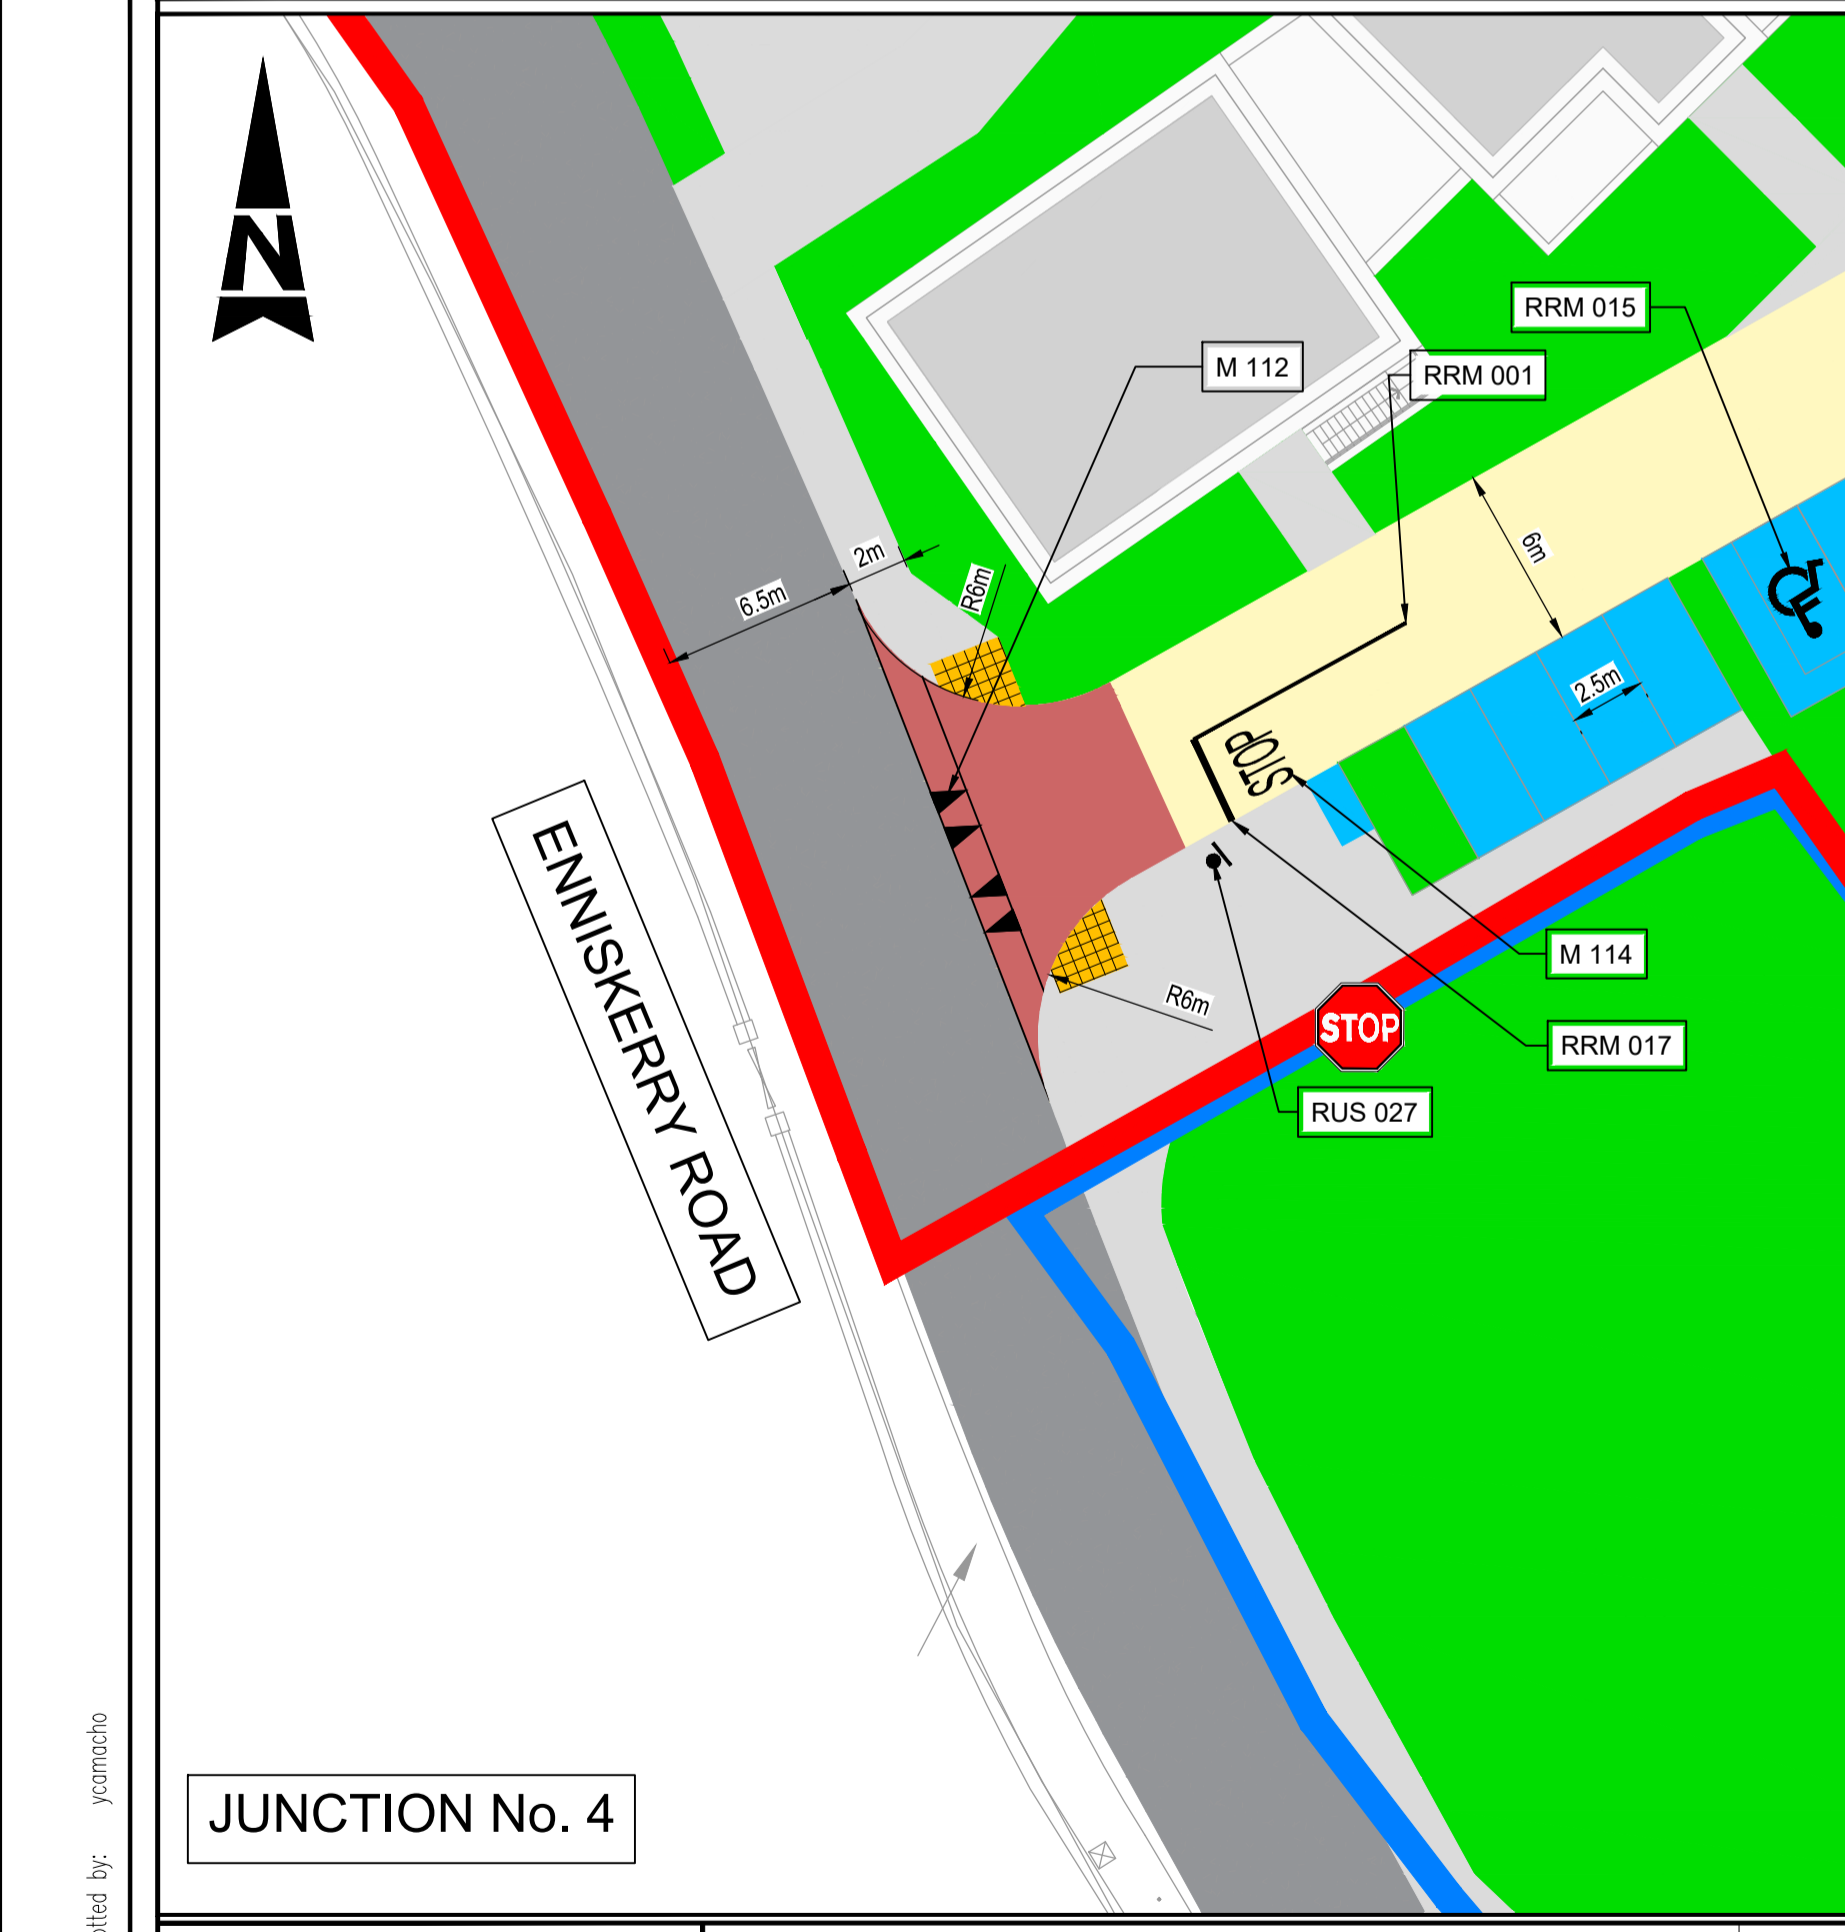 N
RRM 015
M 112
RRM 001
2m
6.5m
R6m
6m
2.5m
STOP
ENNISKERRY ROAD
M 114
R6m
STOP
RRM 017
RUS 027
JUNCTION No. 4
ycamacho
by: